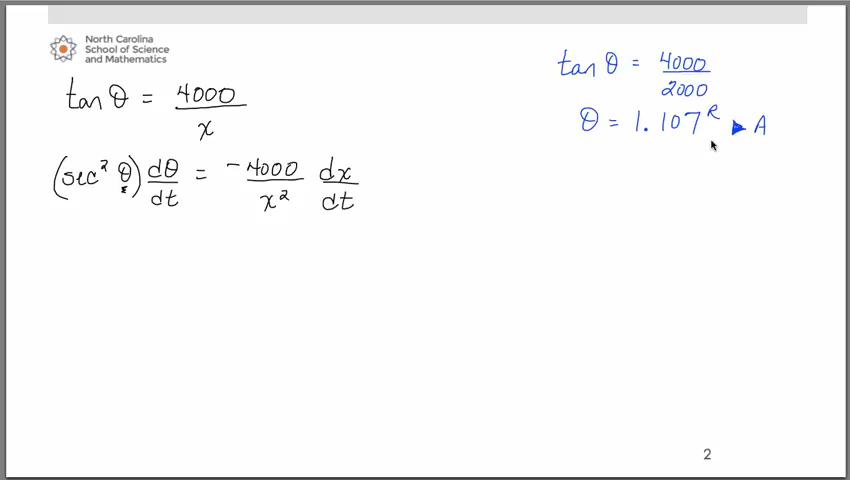 North Carolina
School of Science
and Mathematics
tan θ = 4000/x
(sec² θ) dθ/dt = -4000/x² dx/dt
tan θ = 4000/2000
θ = 1.107ᴿ ▶ A
2